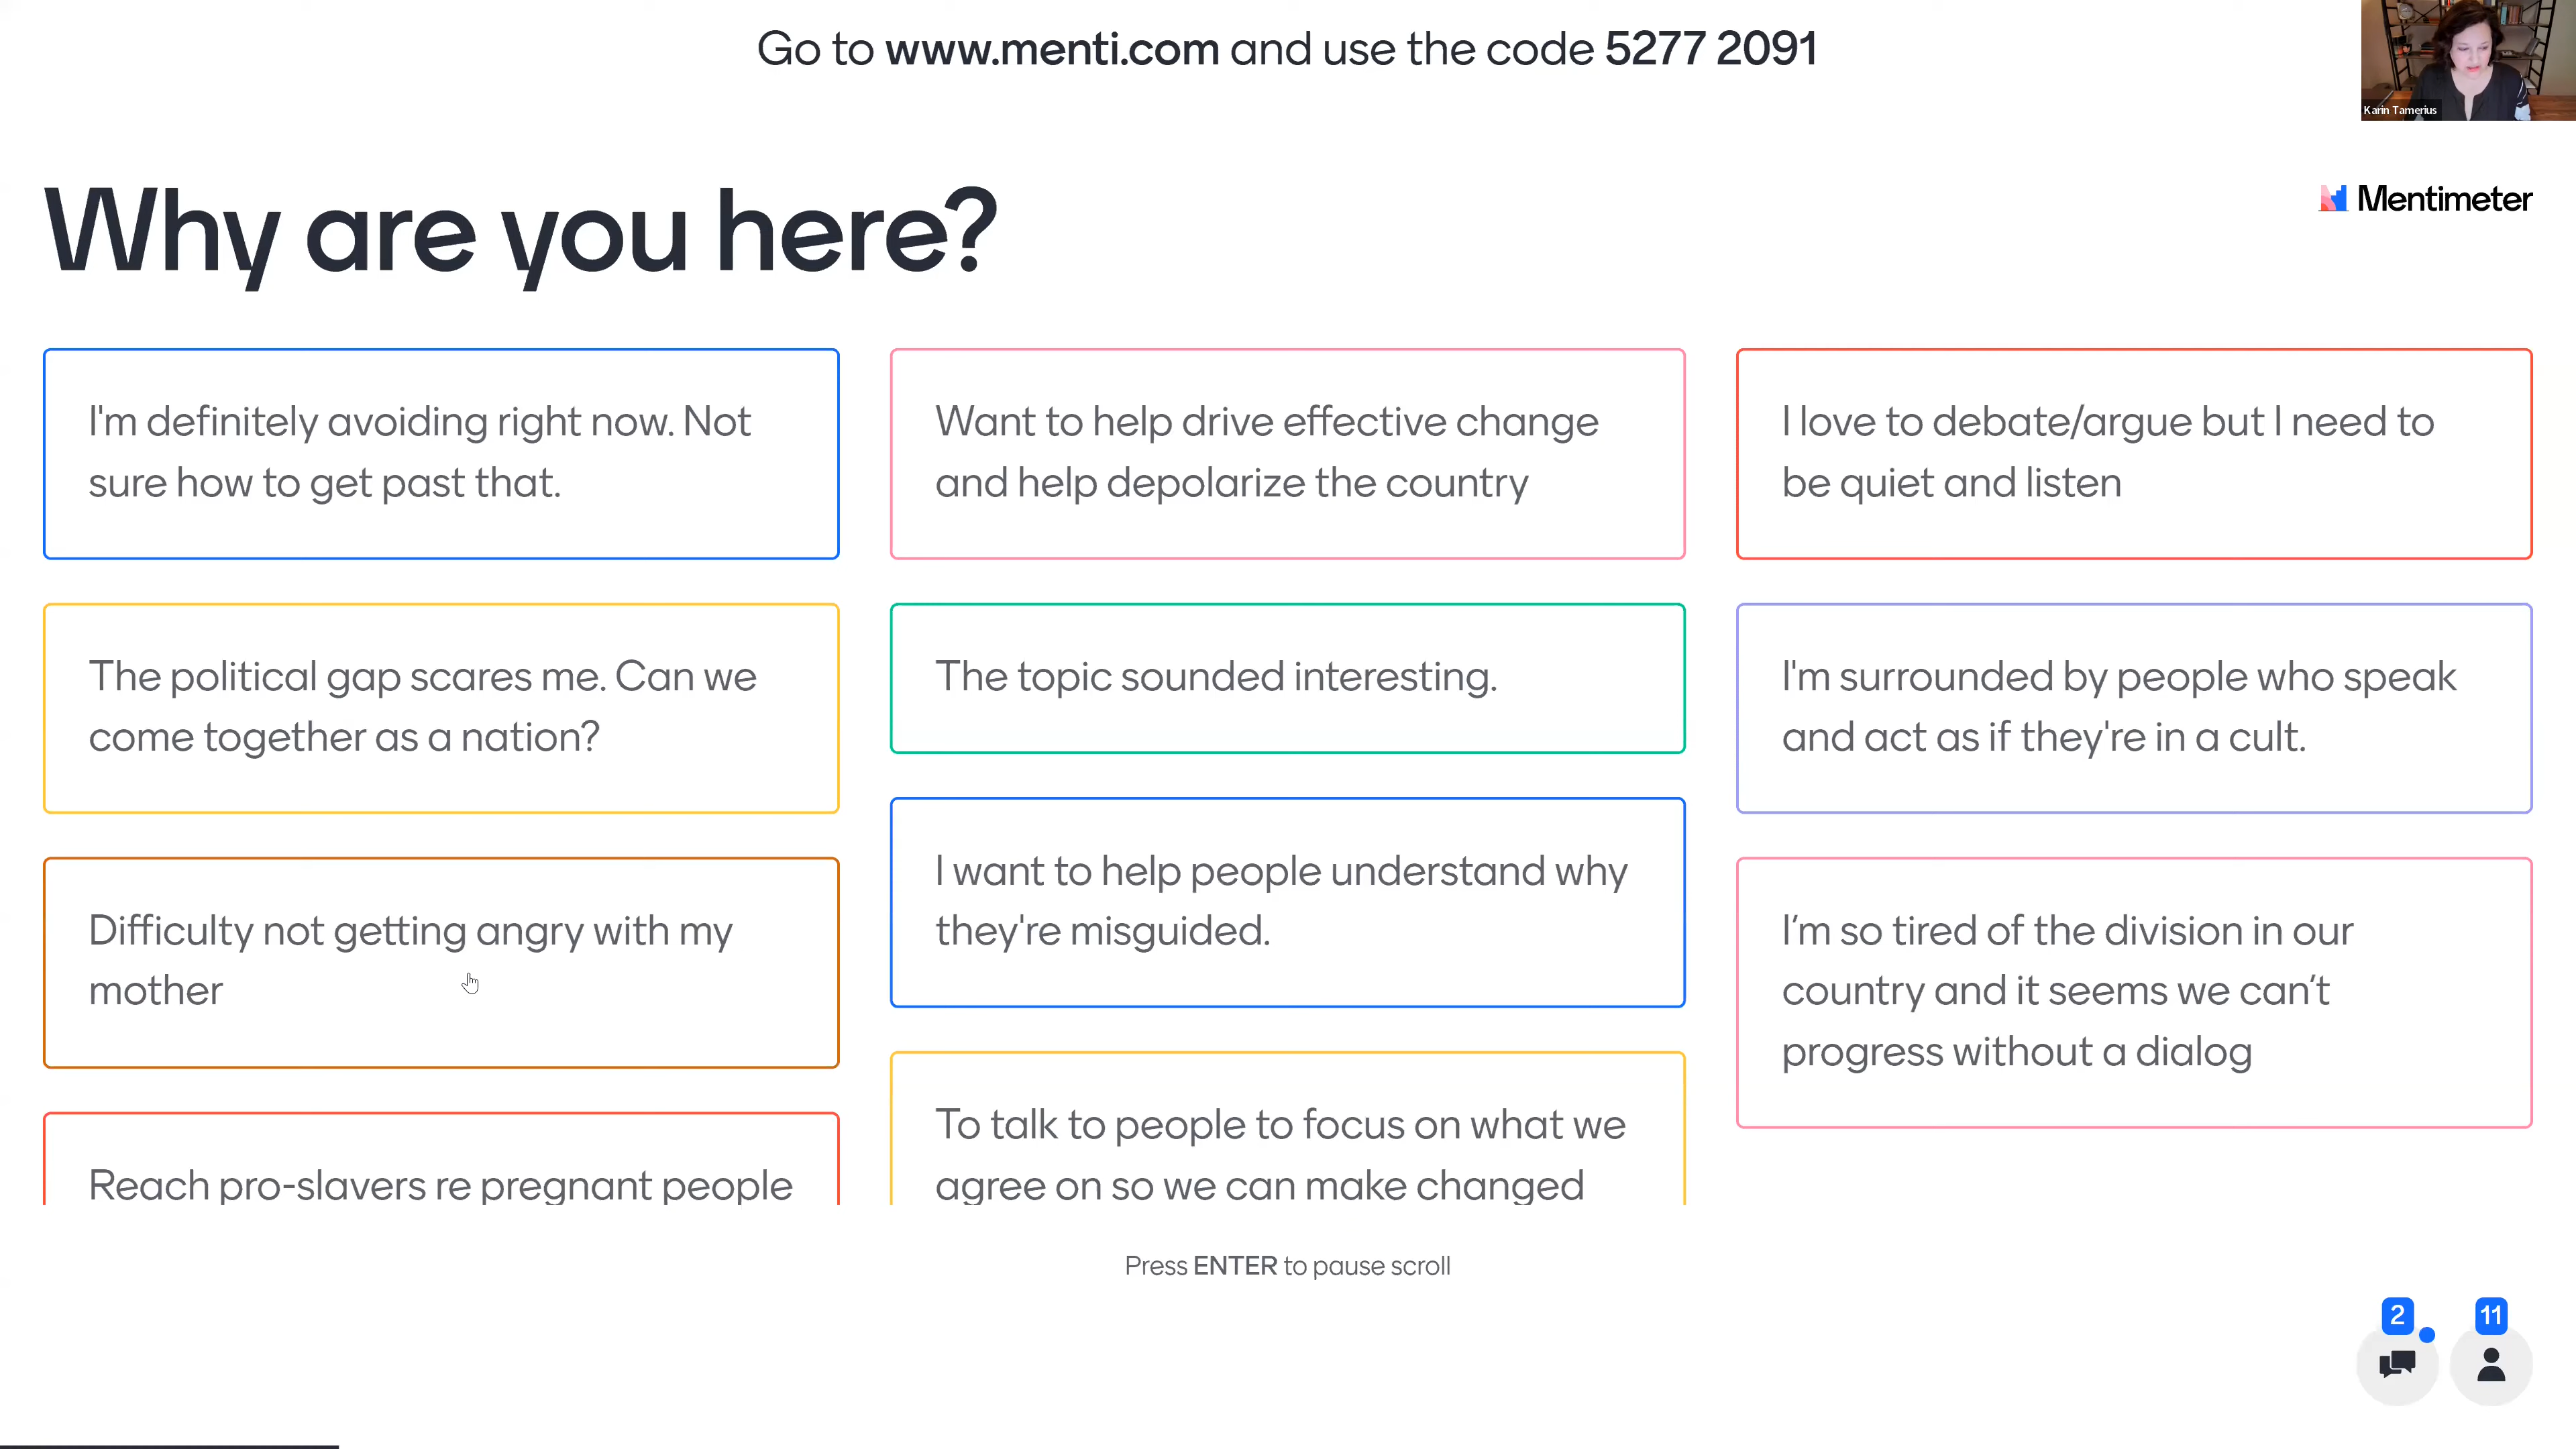 Go to www.menti.com and use the code 5277 2091
Karin Tamerius
Why are you here?
Mentimeter
I'm definitely avoiding right now. Not
sure how to get past that.
The political gap scares me. Can we
come together as a nation?
Difficulty not getting angry with my
mother
Reach pro-slavers re pregnant people
Want to help drive effective change
and help depolarize the country
The topic sounded interesting.
I want to help people understand why
they're misguided.
To talk to people to focus on what we
agree on so we can make changed
I love to debate/argue but I need to
be quiet and listen
I'm surrounded by people who speak
and act as if they're in a cult.
I’m so tired of the division in our
country and it seems we can’t
progress without a dialog
Press ENTER to pause scroll
2
11